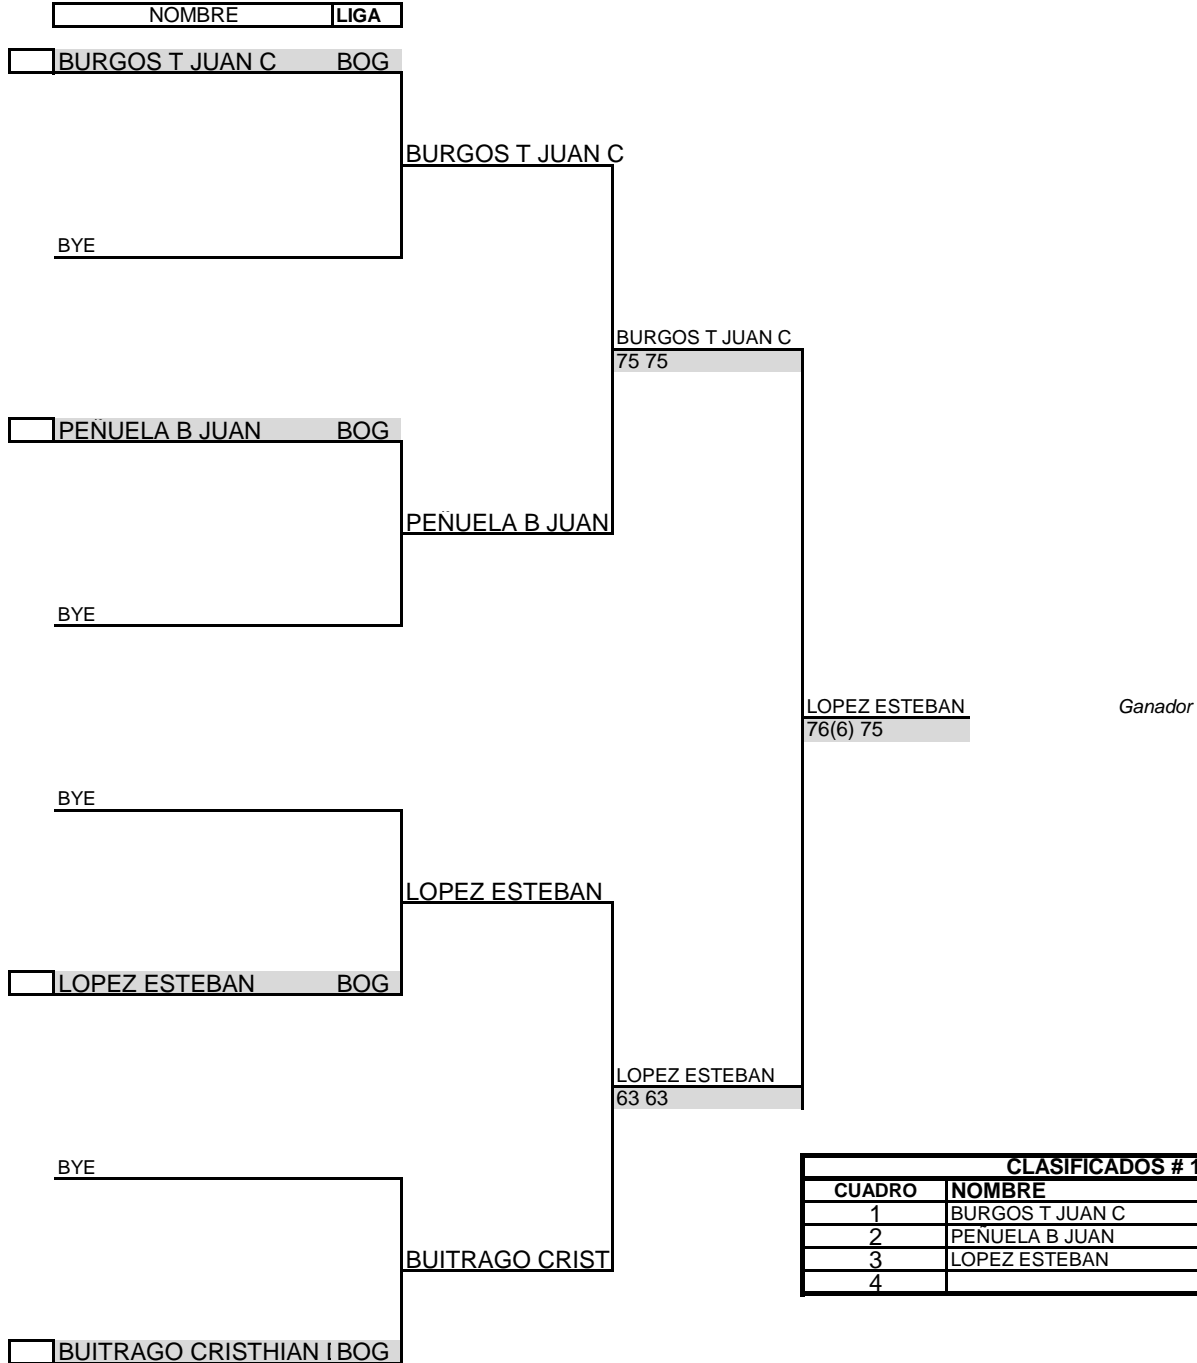 NOMBRE LIGA
BURGOS T JUAN C BOG
BURGOS T JUAN C
BYE
BURGOS T JUAN C
75 75
PEÑUELA B JUAN BOG
PEÑUELA B JUAN
BYE
LOPEZ ESTEBAN Ganador
76(6) 75
BYE
LOPEZ ESTEBAN
LOPEZ ESTEBAN BOG
LOPEZ ESTEBAN
63 63
BYE
CLASIFICADOS # 1
CUADRO NOMBRE
1 BURGOS T JUAN C
2 PEÑUELA B JUAN
3 LOPEZ ESTEBAN
4
BUITRAGO CRIST
BUITRAGO CRISTHIAN BOG